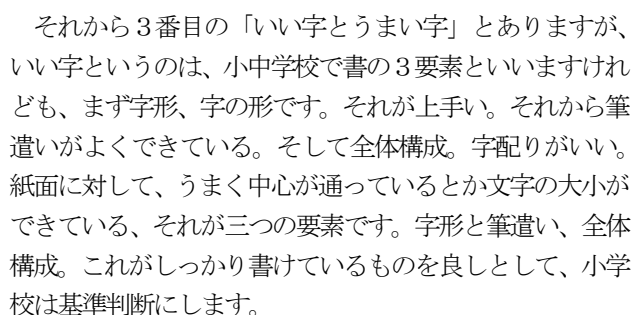 それから３番目の「いい字とうまい字」とありますが、
いい字というのは、小中学校で書の３要素といいますけれ
ども、まず字形、字の形です。それが上手い。それから筆
遣いがよくできている。そして全体構成。字配りがいい。
紙面に対して、うまく中心が通っているとか文字の大小が
できている、それが三つの要素です。字形と筆遣い、全体
構成。これがしっかり書けているものを良しとして、小学
校は基準判断にします。